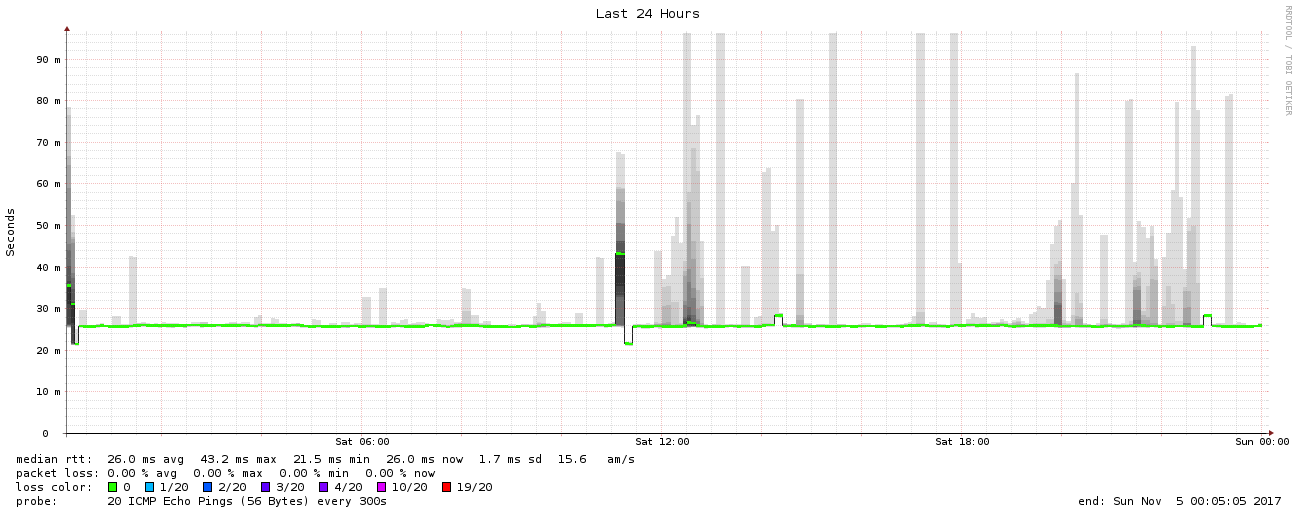 Last 24 Hours
RRDTOOL / TOBI OETIKER
Seconds
90 m
80 m
70 m
60 m
50 m
40 m
30 m
20 m
10 m
0
Sat 06:00 Sat 12:00 Sat 18:00 Sun 00:00
median rtt: 26.0 ms avg 43.2 ms max 21.5 ms min 26.0 ms now 1.7 ms sd 15.6 am/s
packet loss: 0.00 % avg 0.00 % max 0.00 % min 0.00 % now
loss color: 0 1/20 2/20 3/20 4/20 10/20 19/20
probe: 20 ICMP Echo Pings (56 Bytes) every 300s end: Sun Nov 5 00:05:05 2017